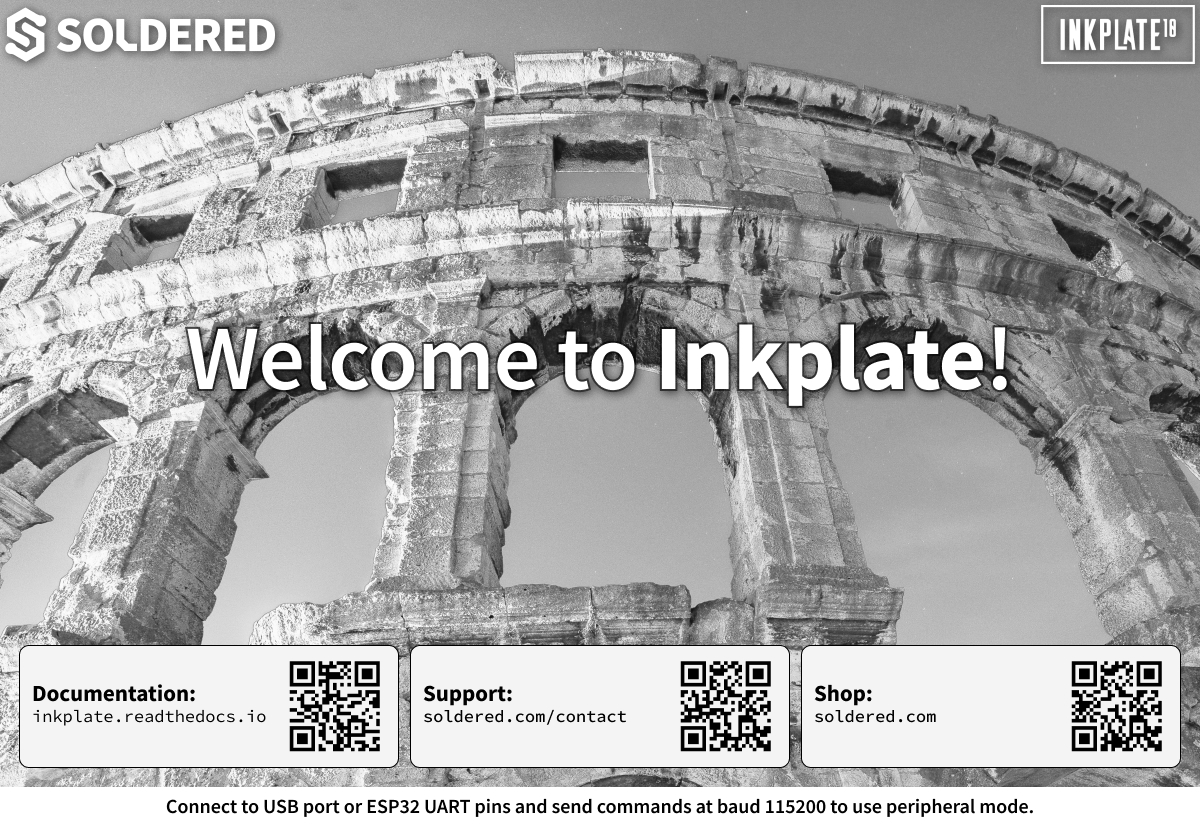 SOLDERED
INKPLATE10
Welcome to Inkplate!
Documentation:
inkplate.readthedocs.io
Support:
soldered.com/contact
Shop:
soldered.com
Connect to USB port or ESP32 UART pins and send commands at baud 115200 to use peripheral mode.